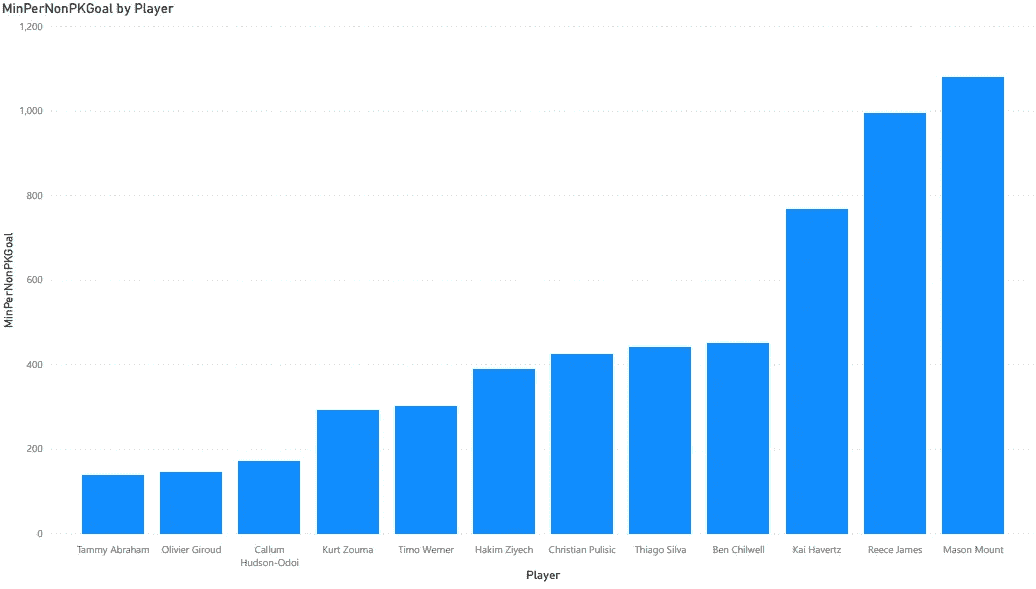 MinPerNonPKGoal by Player
1,200
1,000
800
600
400
200
0
MinPerNonPKGoal
Tammy Abraham
Olivier Giroud
Callum
Hudson-Odoi
Kurt Zouma
Timo Werner
Hakim Ziyech
Christian Pulisic
Thiago Silva
Ben Chilwell
Kai Havertz
Reece James
Mason Mount
Player